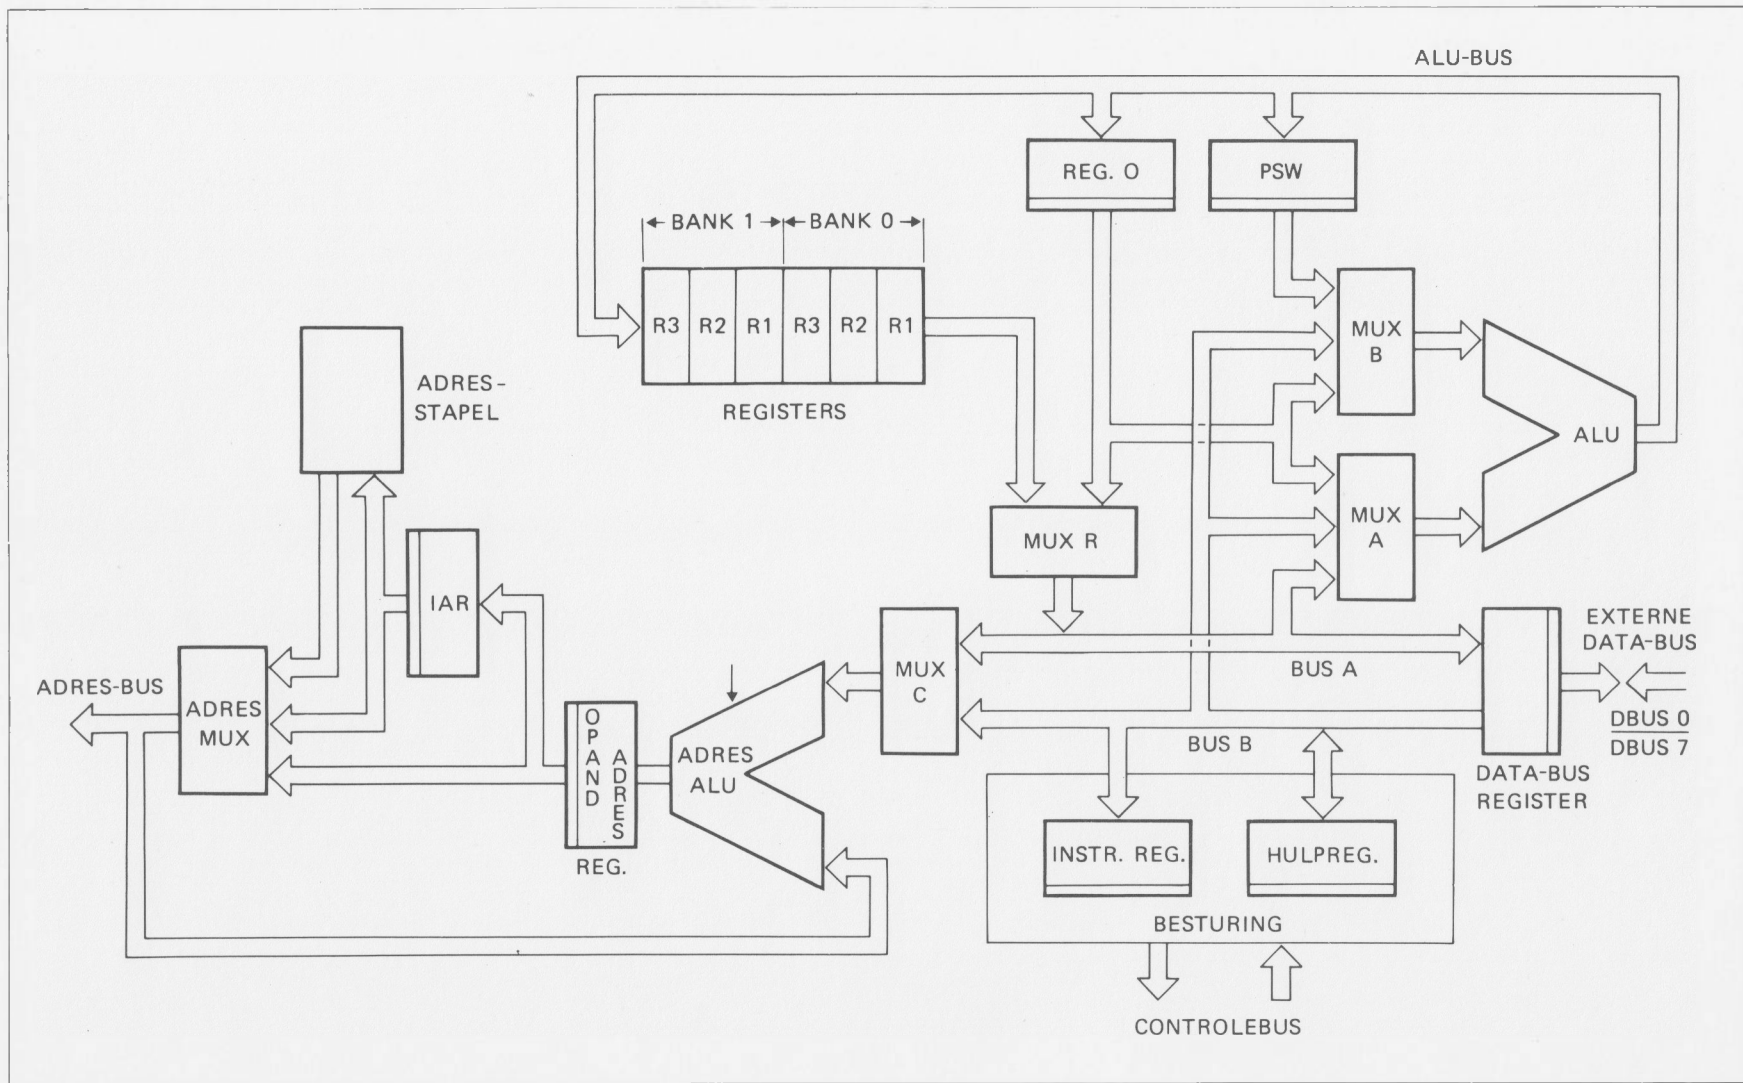 ALU-BUS
REG. O
PSW
BANK 1
BANK 0
R3 R2 R1 R3 R2 R1
REGISTERS
MUX
B
ALU
MUX
A
ADRES-
STAPEL
MUX R
IAR
ADRES-BUS
ADRES
MUX
OPAND
ADRES
REG.
ADRES
ALU
MUX
C
BUS A
BUS B
EXTERNE
DATA-BUS
DBUS 0
DBUS 7
DATA-BUS
REGISTER
INSTR. REG.
HULPREG.
BESTURING
CONTROLEBUS